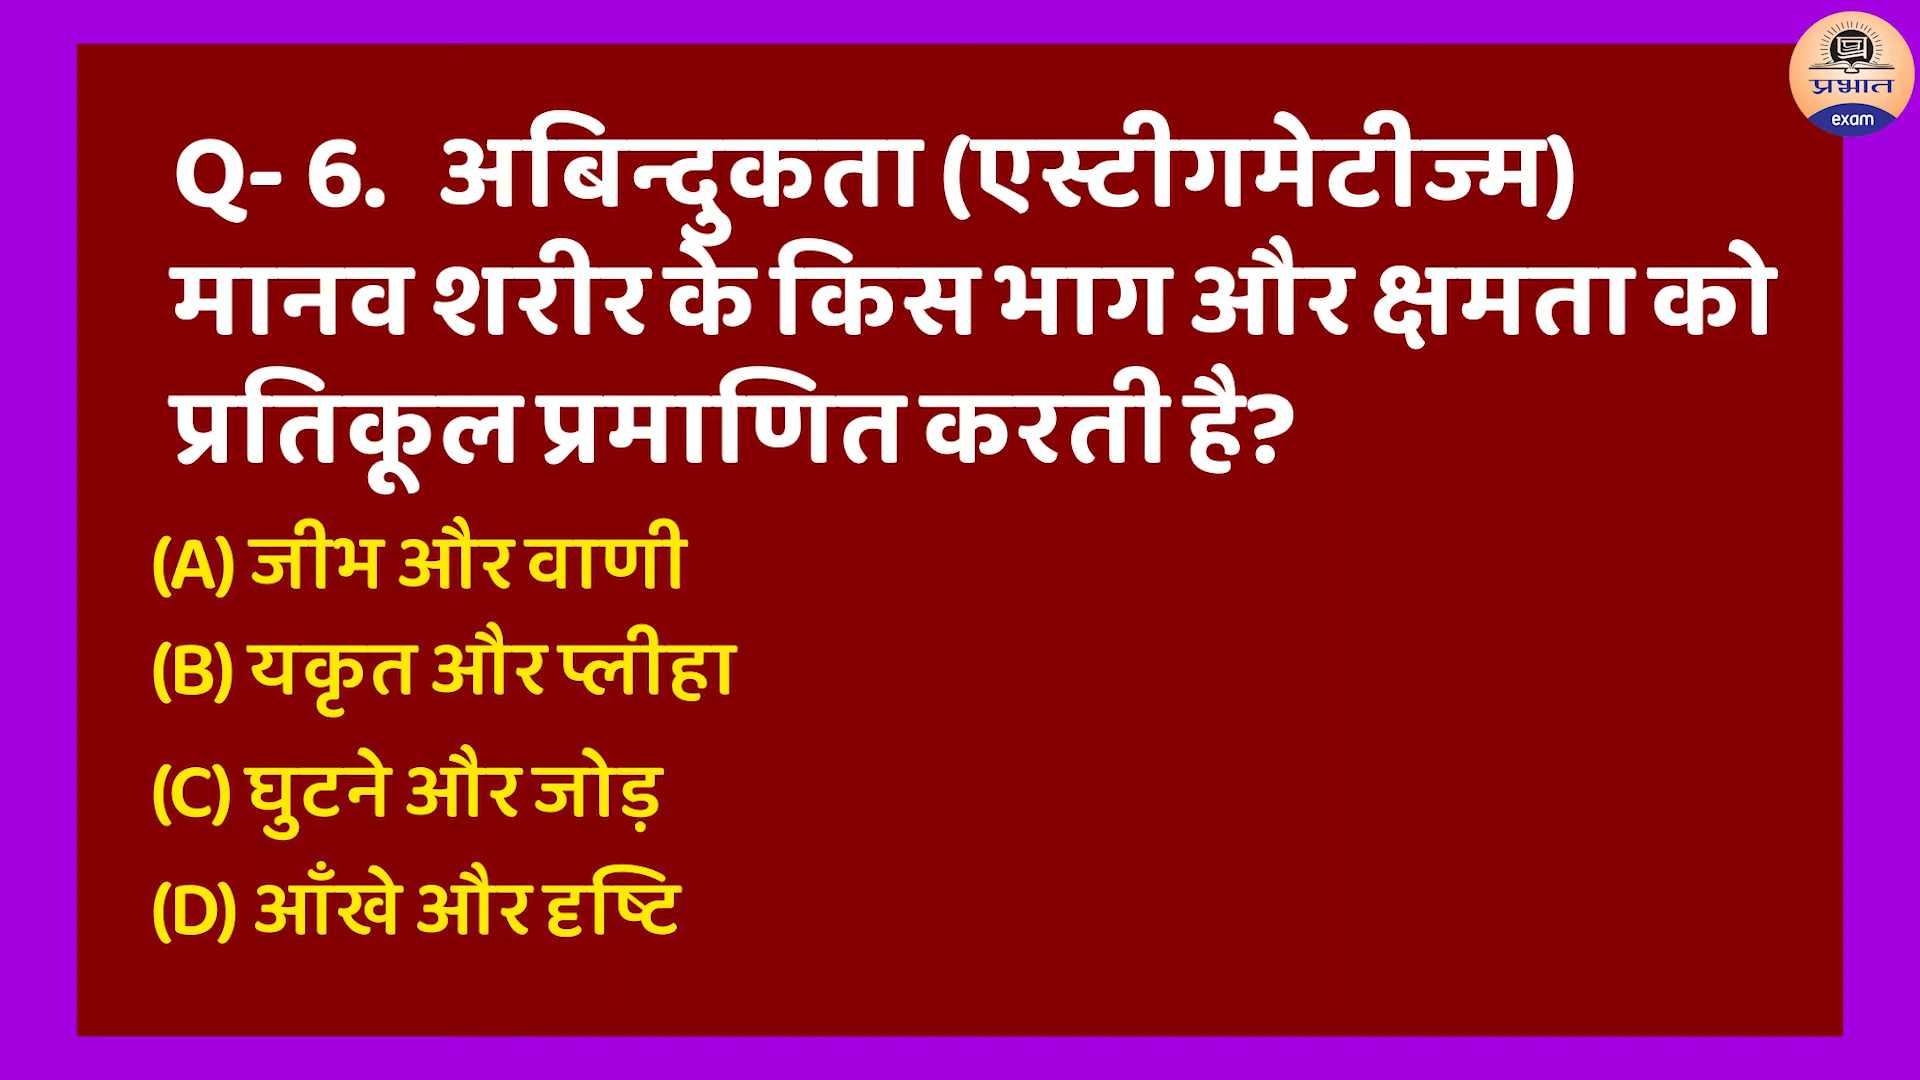 प्रभात
exam
Q- 6. अबिन्दुकता (एस्टीगमेटीज्म)
मानव शरीर के किस भाग और क्षमता को
प्रतिकूल प्रमाणित करती है?
(A) जीभ और वाणी
(B) यकृत और प्लीहा
(C) घुटने और जोड़
(D) आँखे और दृष्टि